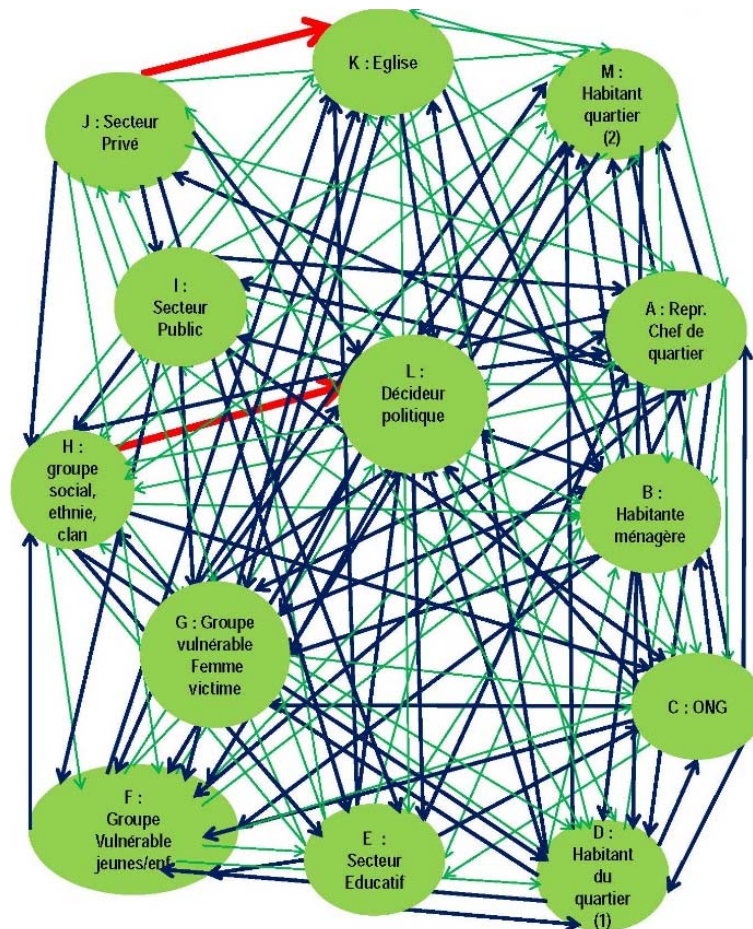 K : Eglise
M :
Habitant
quartier
(2)
J : Secteur
Privé
I :
Secteur
Public
A : Repr.
Chef de
quartier
L :
Décideur
politique
H :
groupe
social,
ethnie,
clan
B :
Habitante
ménagère
G : Groupe
vulnérable
Femme
victime
C : ONG
F :
Groupe
Vulnérable
jeunes/enf
E :
Secteur
Educatif
D :
Habitant
du
quartier
(1)